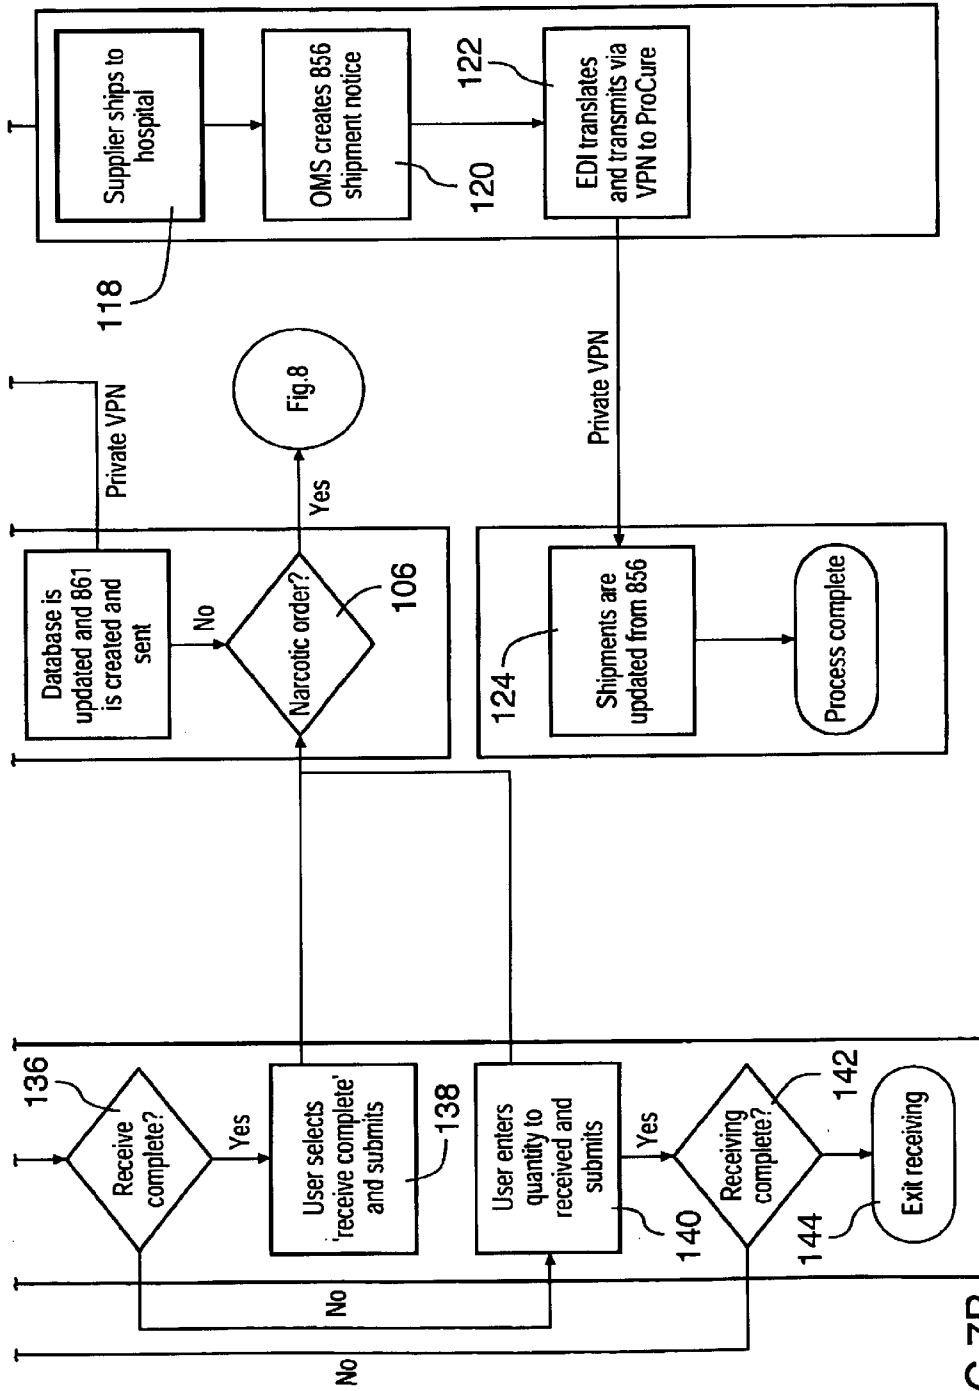 136
Receive
complete?
Yes
User selects
'receive complete'
and submits
138
No
User enters
quantity to
received and
submits
140
Yes
Receiving
complete?
142
No
Exit receiving
144
Database is
updated and 861
is created and
sent
Private VPN
No
Narcotic order?
106
Yes
Fig.8
124
Shipments are
updated from 856
Process complete
Private VPN
118
Supplier ships to
hospital
OMS creates 856
shipment notice
120
EDI translates
and transmits via
VPN to ProCure
122